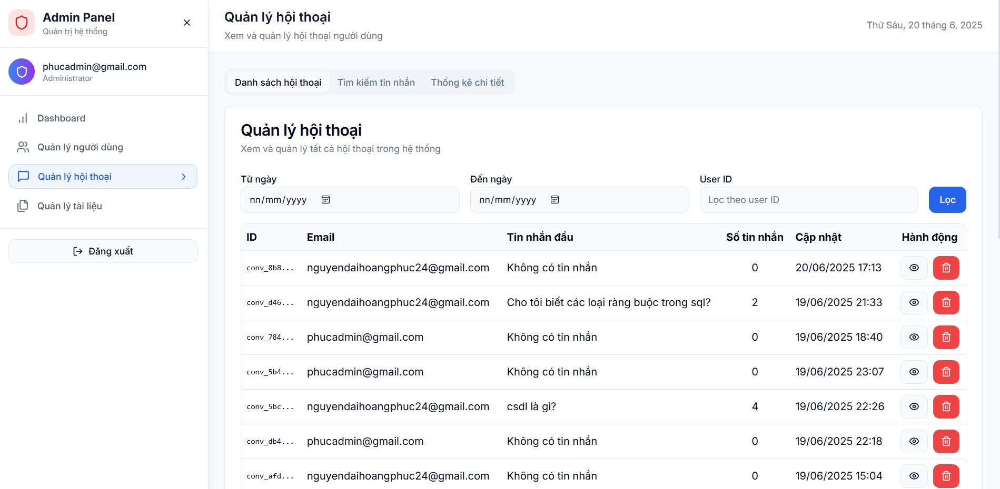 Admin Panel
Quản trị hệ thống
phucadmin@gmail.com
Administrator
Dashboard
Quản lý người dùng
Quản lý hội thoại
Quản lý tài liệu
Đăng xuất
Quản lý hội thoại
Xem và quản lý hội thoại người dùng
Thứ Sáu, 20 tháng 6, 2025
Danh sách hội thoại Tìm kiếm tin nhắn Thống kê chi tiết
Quản lý hội thoại
Xem và quản lý tất cả hội thoại trong hệ thống
Từ ngày Đến ngày User ID
nn/mm/yyyy nn/mm/yyyy Lọc theo user ID Lọc
ID Email Tin nhắn đầu Số tin nhắn Cập nhật Hành động
conv_8b8... nguyendaihoangphuc24@gmail.com Không có tin nhắn 0 20/06/2025 17:13
conv_d46... nguyendaihoangphuc24@gmail.com Cho tôi biết các loại ràng buộc trong sql? 2 19/06/2025 21:33
conv_784... phucadmin@gmail.com Không có tin nhắn 0 19/06/2025 18:40
conv_5b4... phucadmin@gmail.com Không có tin nhắn 0 19/06/2025 23:07
conv_5bc... nguyendaihoangphuc24@gmail.com csdl là gì? 4 19/06/2025 22:26
conv_db4... phucadmin@gmail.com Không có tin nhắn 0 19/06/2025 22:18
conv_afd... nguyendaihoangphuc24@gmail.com Không có tin nhắn 0 19/06/2025 15:04